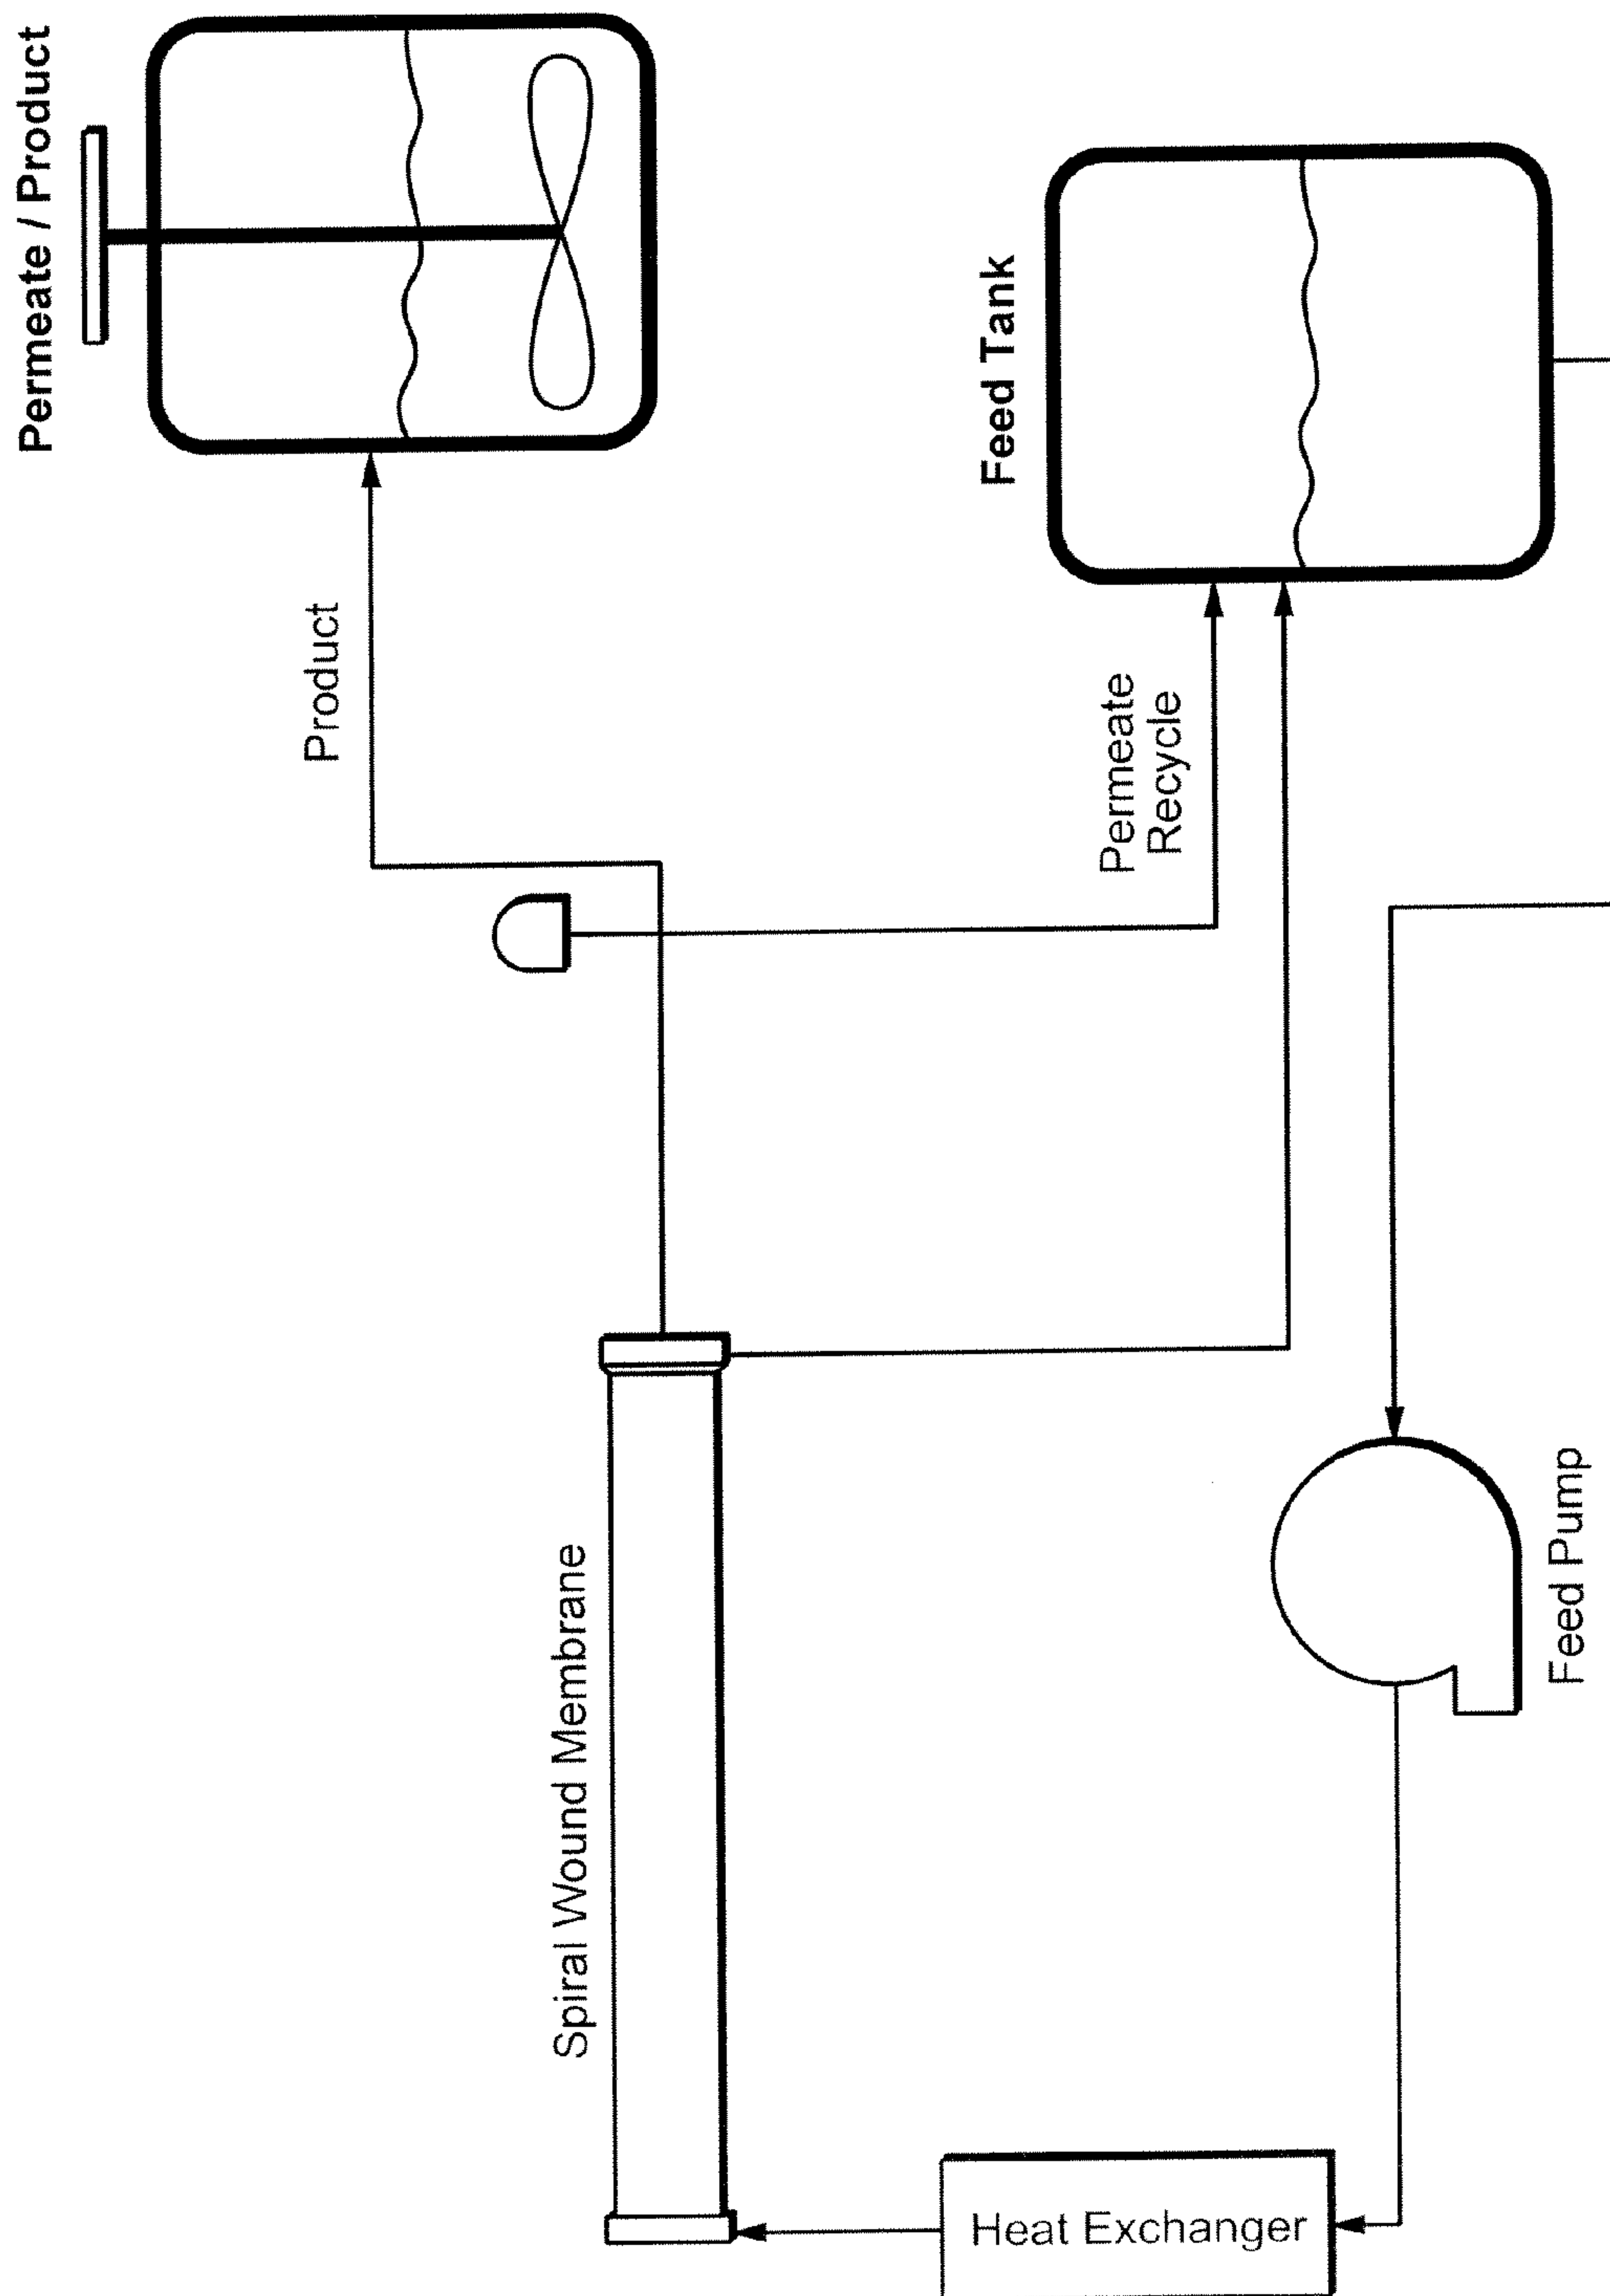 Permeate / Product
Product
Feed Tank
Permeate
Recycle
Spiral Wound Membrane
Feed Pump
Heat Exchanger